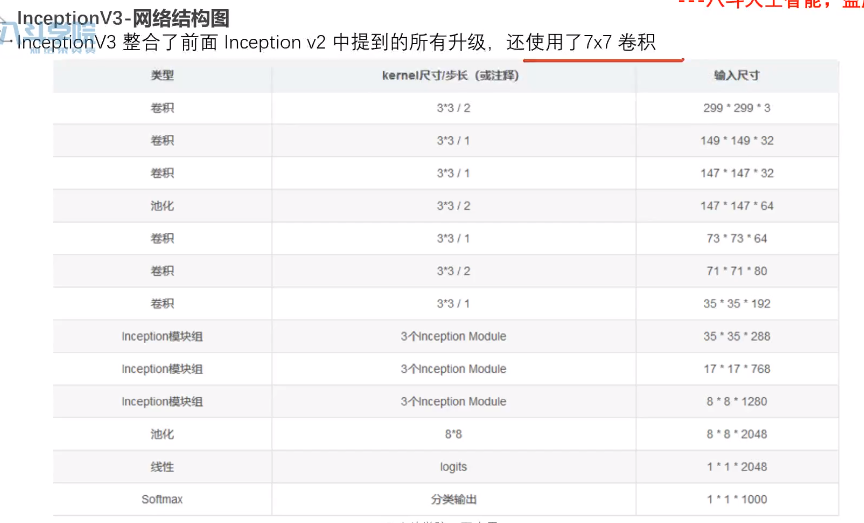 InceptionV3-网络结构图
InceptionV3 整合了前面 Inception v2 中提到的所有升级，还使用了7x7 卷积
类型 kernel尺寸/步长（或注释） 输入尺寸
卷积 3*3 / 2 299 * 299 * 3
卷积 3*3 / 1 149 * 149 * 32
卷积 3*3 / 1 147 * 147 * 32
池化 3*3 / 2 147 * 147 * 64
卷积 3*3 / 1 73 * 73 * 64
卷积 3*3 / 2 71 * 71 * 80
卷积 3*3 / 1 35 * 35 * 192
Inception模块组 3个Inception Module 35 * 35 * 288
Inception模块组 3个Inception Module 17 * 17 * 768
Inception模块组 3个Inception Module 8 * 8 * 1280
池化 8*8 8 * 8 * 2048
线性 logits 1 * 1 * 2048
Softmax 分类输出 1 * 1 * 1000